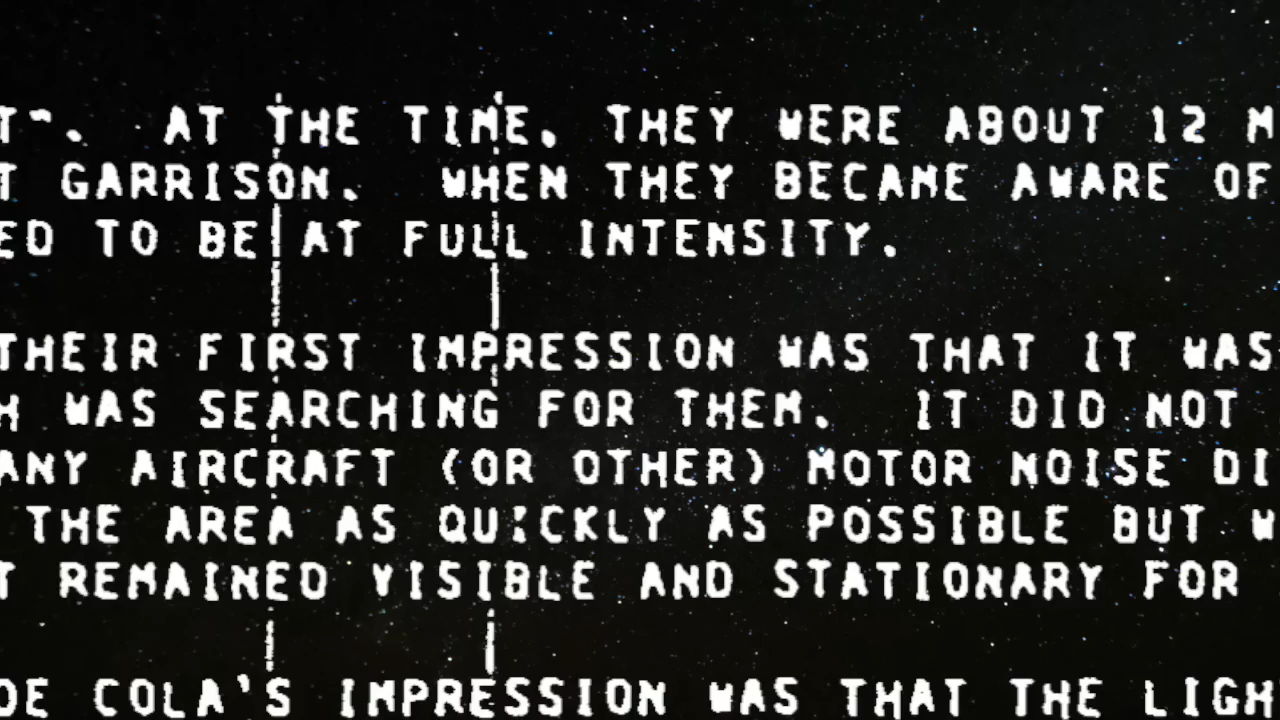 T". AT THE TIME, THEY WERE ABOUT 12 M
T GARRISON. WHEN THEY BECAME AWARE OF
ED TO BE AT FULL INTENSITY.
THEIR FIRST IMPRESSION WAS THAT IT WAS
H WAS SEARCHING FOR THEM. IT DID NOT
ANY AIRCRAFT (OR OTHER) MOTOR NOISE DI
THE AREA AS QUICKLY AS POSSIBLE BUT W
T REMAINED VISIBLE AND STATIONARY FOR
DE COLA'S IMPRESSION WAS THAT THE LIGH